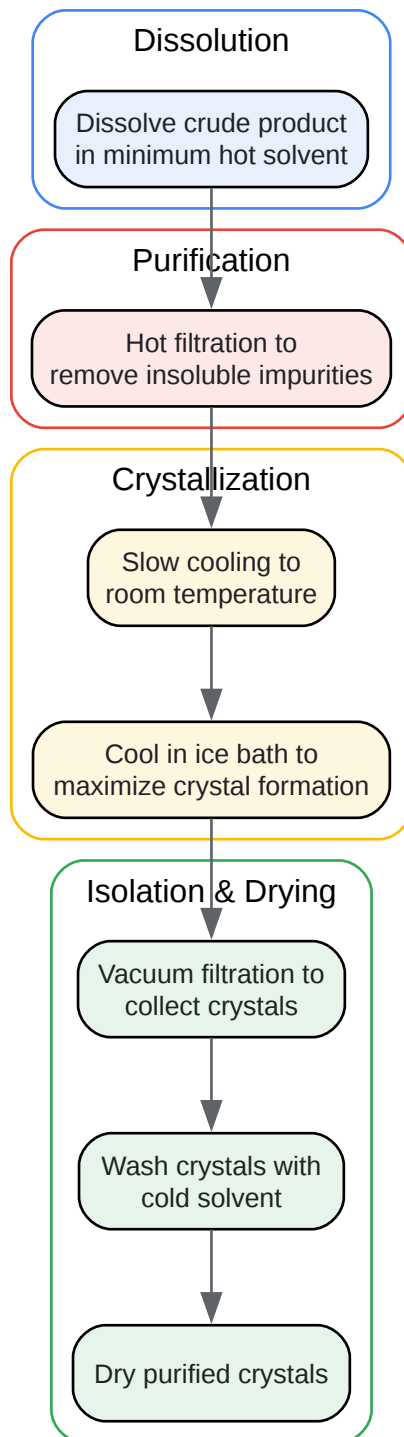 Dissolution
Dissolve crude product
in minimum hot solvent
Purification
Hot filtration to
remove insoluble impurities
Crystallization
Slow cooling to
room temperature
Cool in ice bath to
maximize crystal formation
Isolation & Drying
Vacuum filtration to
collect crystals
Wash crystals with
cold solvent
Dry purified crystals